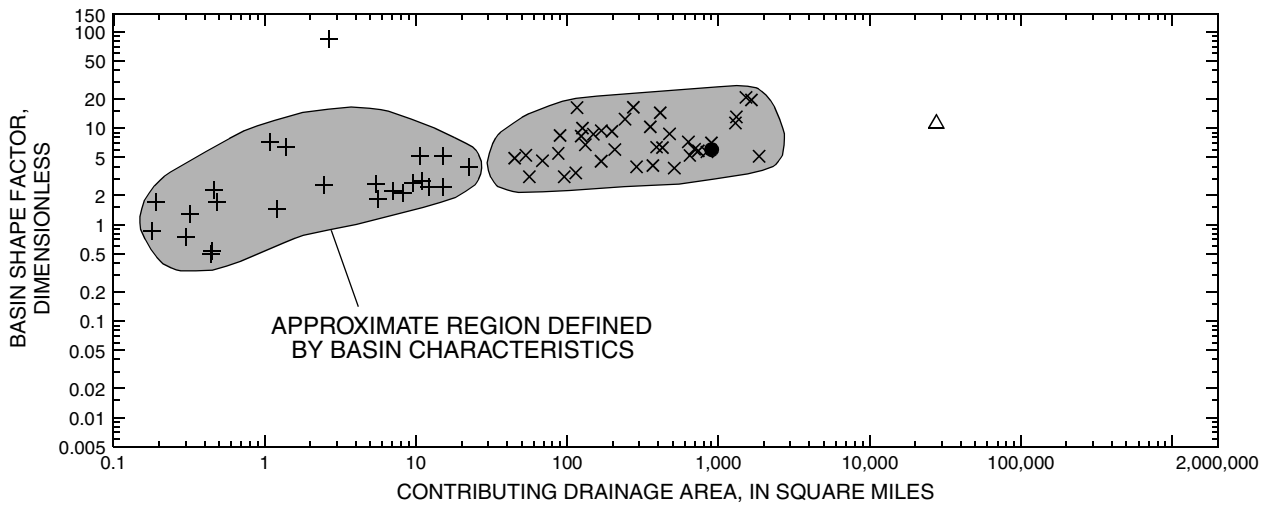 150
100
50
20
10
5
2
1
0.5
0.2
0.1
0.05
0.02
0.01
0.005
BASIN SHAPE FACTOR,
DIMENSIONLESS
APPROXIMATE REGION DEFINED
BY BASIN CHARACTERISTICS
0.1 1 10 100 1,000 10,000 100,000 2,000,000
CONTRIBUTING DRAINAGE AREA, IN SQUARE MILES